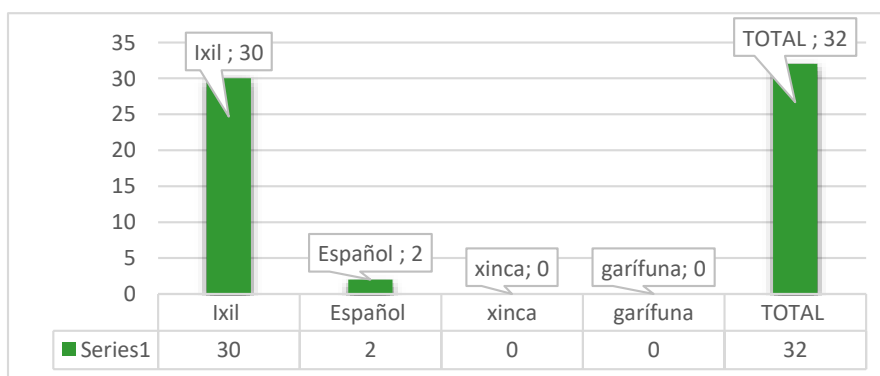 35
30
25
20
15
10
5
0
Ixil ; 30
Español ; 2
xinca; 0
garífuna; 0
TOTAL ; 32
Ixil Español xinca garífuna TOTAL
Series1 30 2 0 0 32